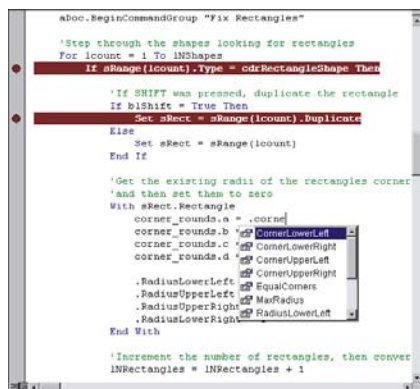 aDoc.BeginCommandGroup "Fix Rectangles"
'Step through the shapes looking for rectangles
For lcount = 1 To lNShapes
If sRange(lcount).Type = cdrRectangleShape Then
'If SHIFT was pressed, duplicate the rectangle
If blShift = True Then
Set sRect = sRange(lcount).Duplicate
Else
Set sRect = sRange(lcount)
End If
'Get the existing radii of the rectangles corner
'and then set them to zero
With sRect.Rectangle
corner_rounds.a = .corne
corner_rounds.b
CornerLowerLeft
corner_rounds.c
CornerLowerRight
corner_rounds.d
CornerUpperLeft
CornerUpperRight
.RadiusLowerLeft
EqualCorners
.RadiusUpperLeft
MaxRadius
.RadiusUpperRight
RadiusLowerLeft
.RadiusLowerRight
End With
'Increment the number of rectangles, then conver
lNRectangles = lNRectangles + 1